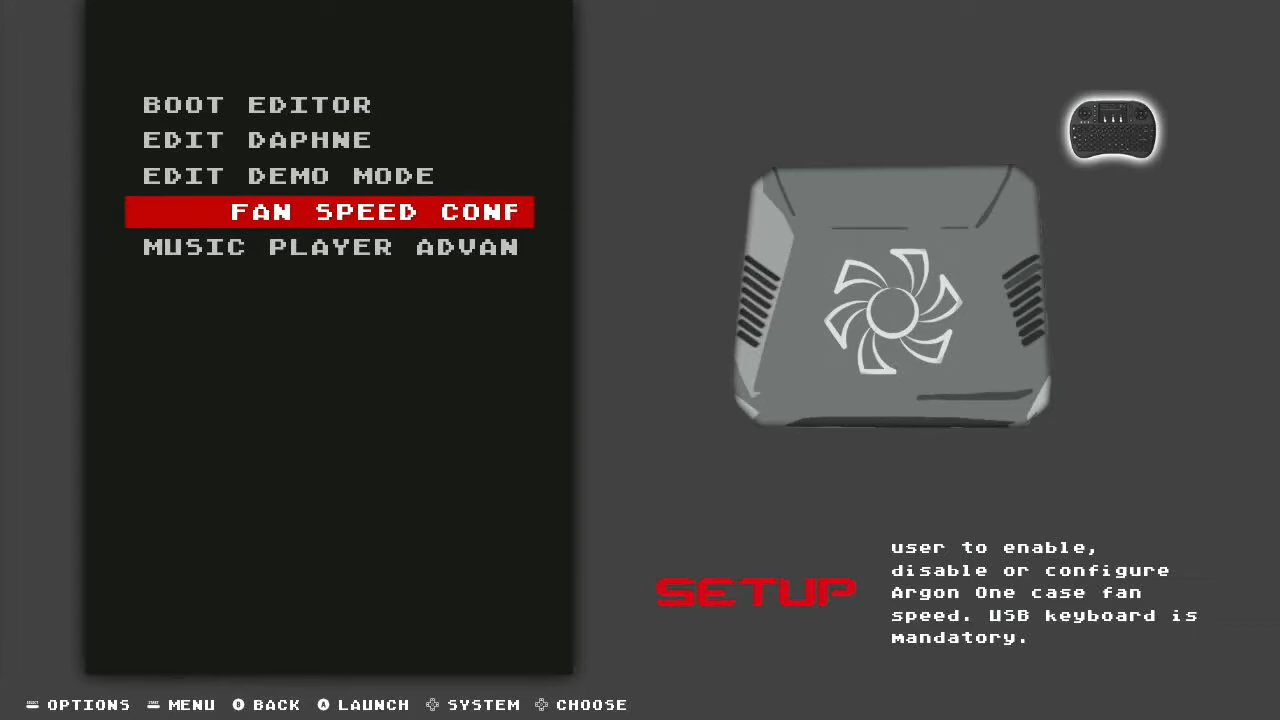 BOOT EDITOR
EDIT DAPHNE
EDIT DEMO MODE
FAN SPEED CONF
MUSIC PLAYER ADVAN
user to enable,
disable or configure
Argon One case fan
speed. USB keyboard is
mandatory.
SETUP
OPTIONS MENU BACK LAUNCH SYSTEM CHOOSE